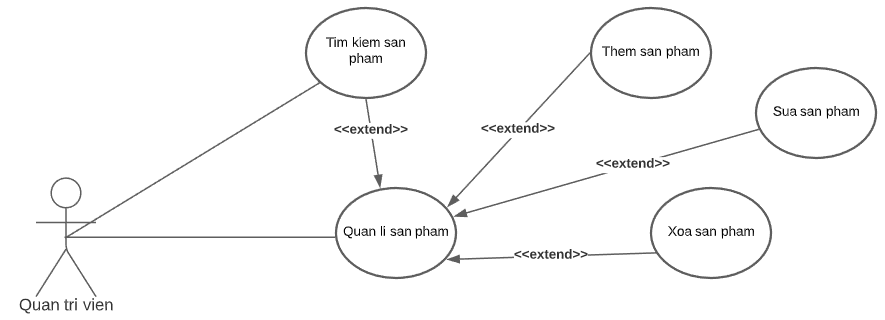 Tim kiem san
pham
Them san pham
Sua san pham
<<extend>>
<<extend>>
<<extend>>
Quan li san pham
Xoa san pham
<<extend>>
Quan tri vien